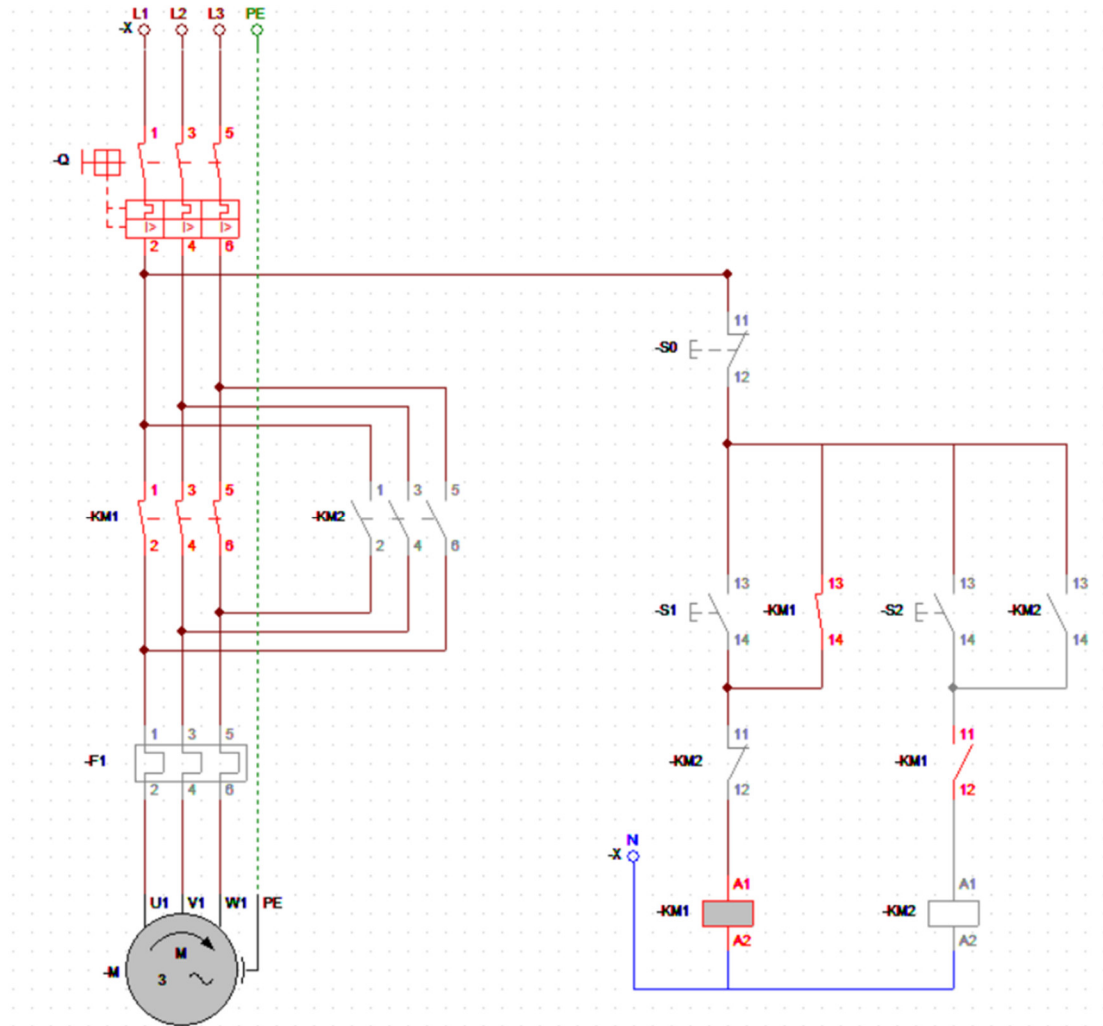 L1 L2 L3 PE
-X
1 3 5
-Q
I> I> I>
2 4 6
11
-S0
12
1 3 5 1 3 5
-KM1 -KM2
2 4 6 2 4 6
13 13 13 13
-S1 -KM1 -S2 -KM2
14 14 14 14
1 3 5 11 11
-F1 -KM2 -KM1
2 4 6 12 12
N
-X
U1 V1 W1 PE A1 A1
-KM1 -KM2
A2 A2
M
-M
3